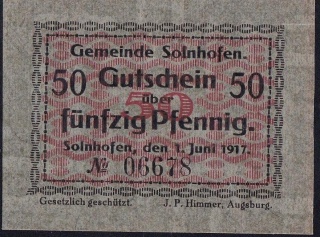 Gemeinde Solnhofen.
50 Gutschein 50
über
50
fünfzig Pfennig.
Solnhofen, den 1. Juni 1917.
№ 06678
Gesetzlich geschützt. J. P. Himmer, Augsburg.